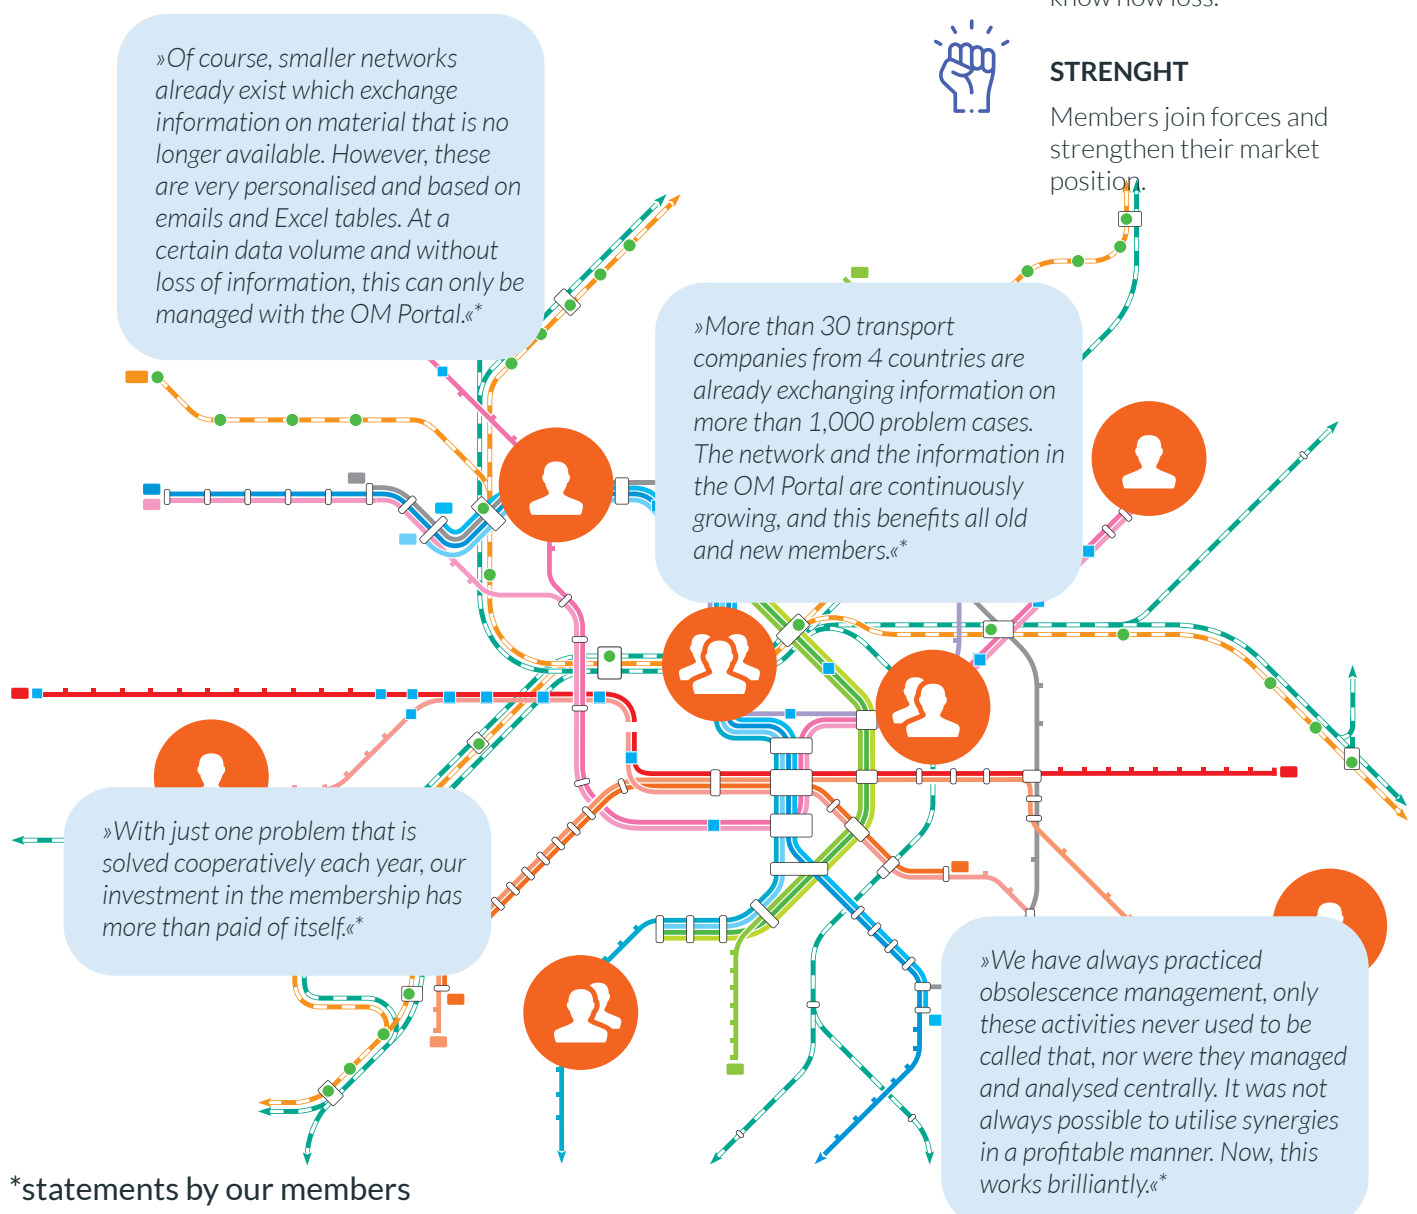 know how loss.
STRENGHT
Members join forces and
strengthen their market
position.
»Of course, smaller networks
already exist which exchange
information on material that is no
longer available. However, these
are very personalised and based on
emails and Excel tables. At a
certain data volume and without
loss of information, this can only be
managed with the OM Portal.«*
»More than 30 transport
companies from 4 countries are
already exchanging information on
more than 1,000 problem cases.
The network and the information in
the OM Portal are continuously
growing, and this benefits all old
and new members.«*
»With just one problem that is
solved cooperatively each year, our
investment in the membership has
more than paid of itself.«*
»We have always practiced
obsolescence management, only
these activities never used to be
called that, nor were they managed
and analysed centrally. It was not
always possible to utilise synergies
in a profitable manner. Now, this
works brilliantly.«*
*statements by our members